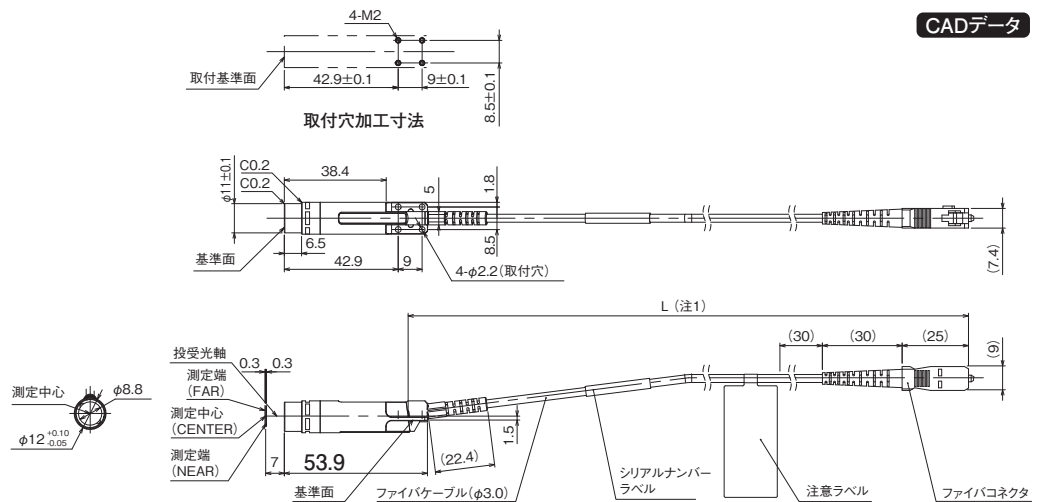 CADデータ
4-M2
取付基準面
42.9±0.1
9±0.1
8.5±0.1
取付穴加工寸法
φ11±0.1
C0.2
C0.2
38.4
5
1.8
6.5
基準面
42.9
9
8.5
4-φ2.2(取付穴)
(7.4)
L (注1)
(30)
(30)
(25)
(9)
投受光軸
0.3
0.3
測定端
(FAR)
測定中心
(CENTER)
測定端
(NEAR)
測定中心
φ8.8
φ12 +0.10 -0.05
7
53.9
1.5
(22.4)
基準面
ファイバケーブル(φ3.0)
シリアルナンバー
ラベル
注意ラベル
ファイバコネクタ